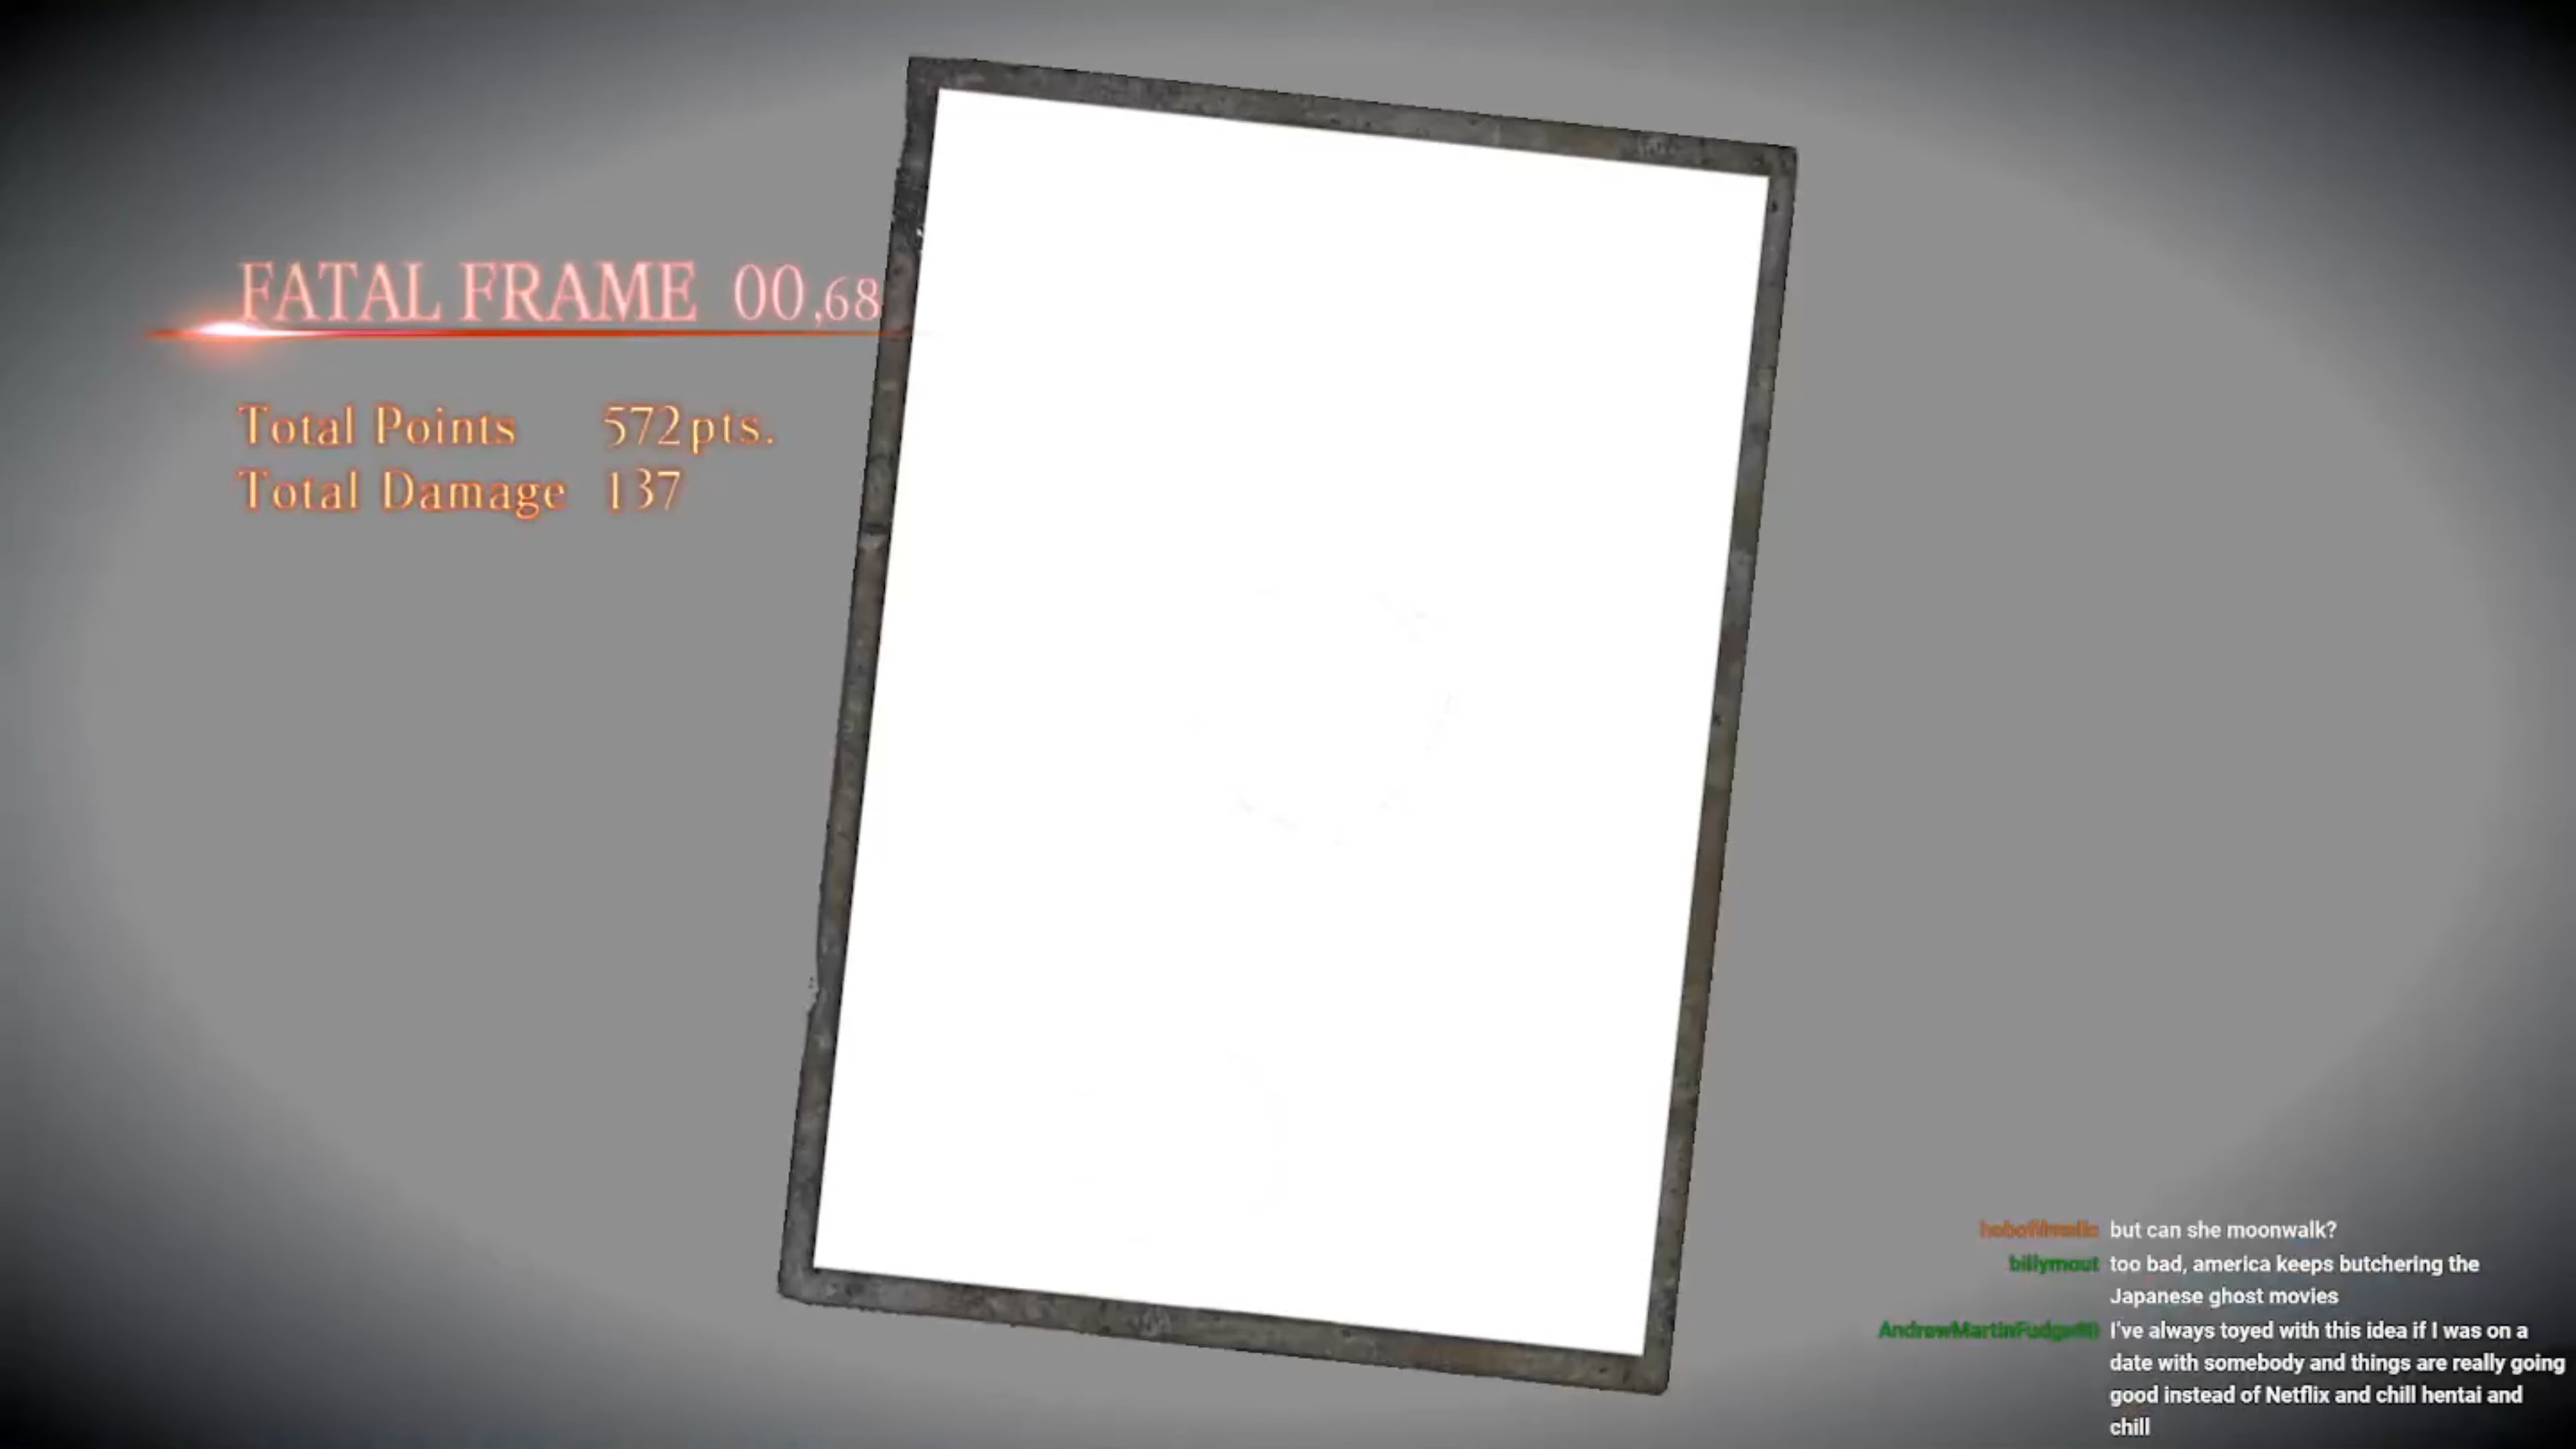 FATAL FRAME 00,68
Total Points 572pts.
Total Damage 137
but can she moonwalk?
billymout too bad, america keeps butchering the
Japanese ghost movies
I've always toyed with this idea if I was on a
date with somebody and things are really going
good instead of Netflix and chill hentai and
chill